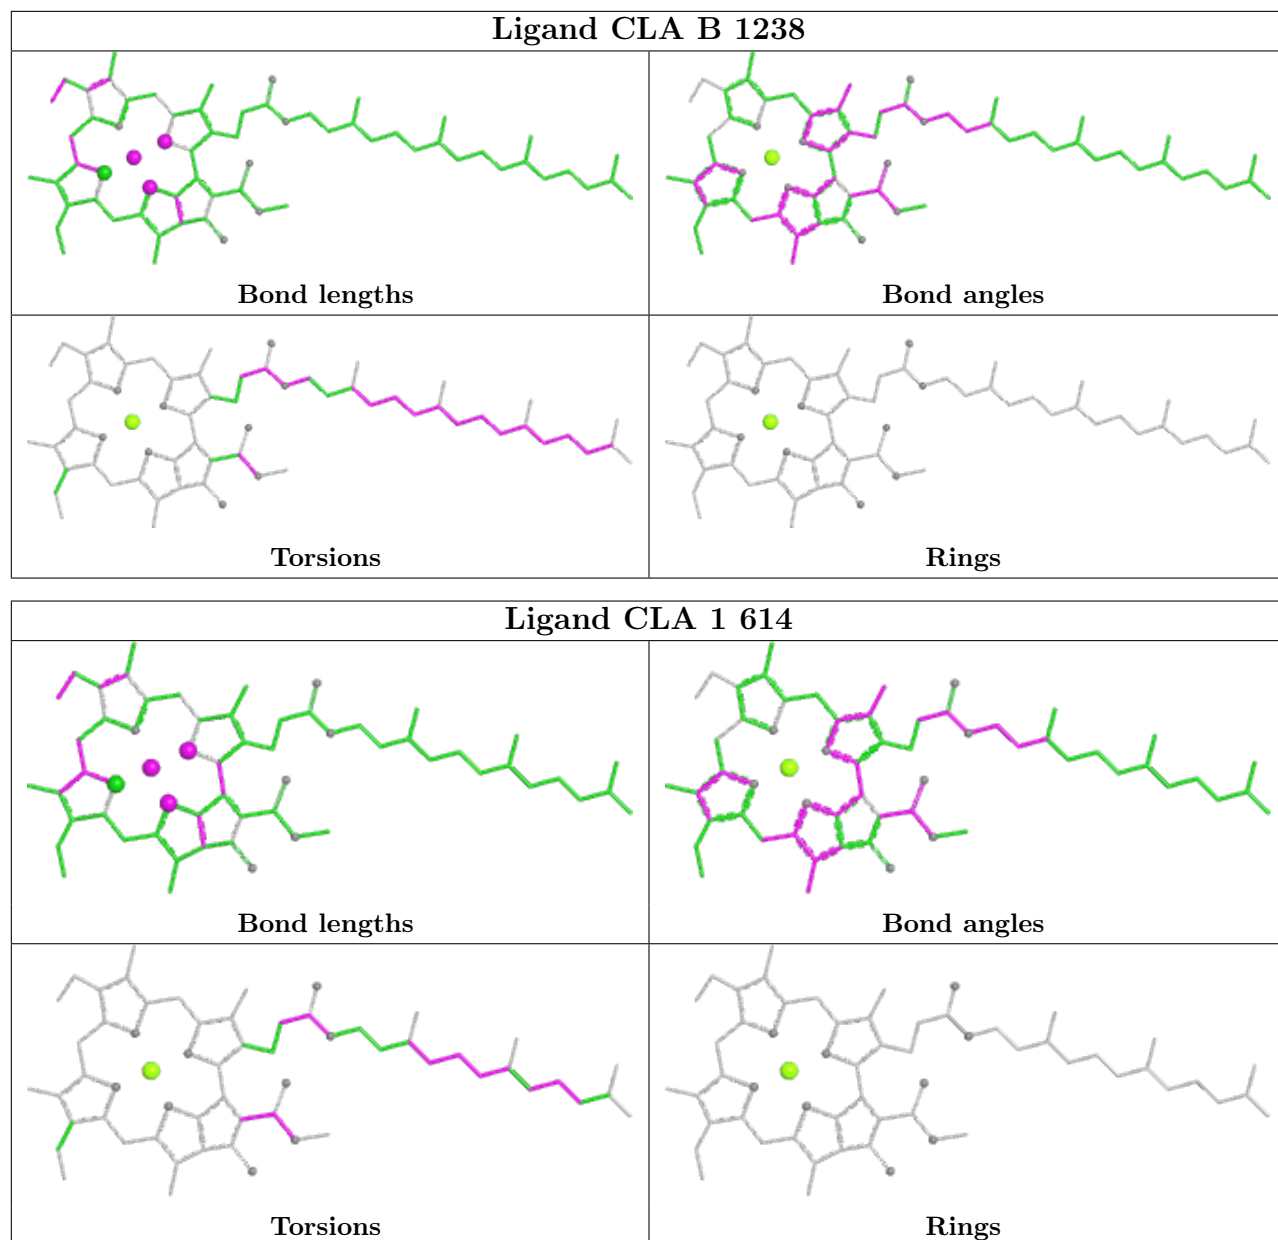 Ligand CLA B 1238
Bond lengths
Bond angles
Torsions
Rings
Ligand CLA 1 614
Bond lengths
Bond angles
Torsions
Rings